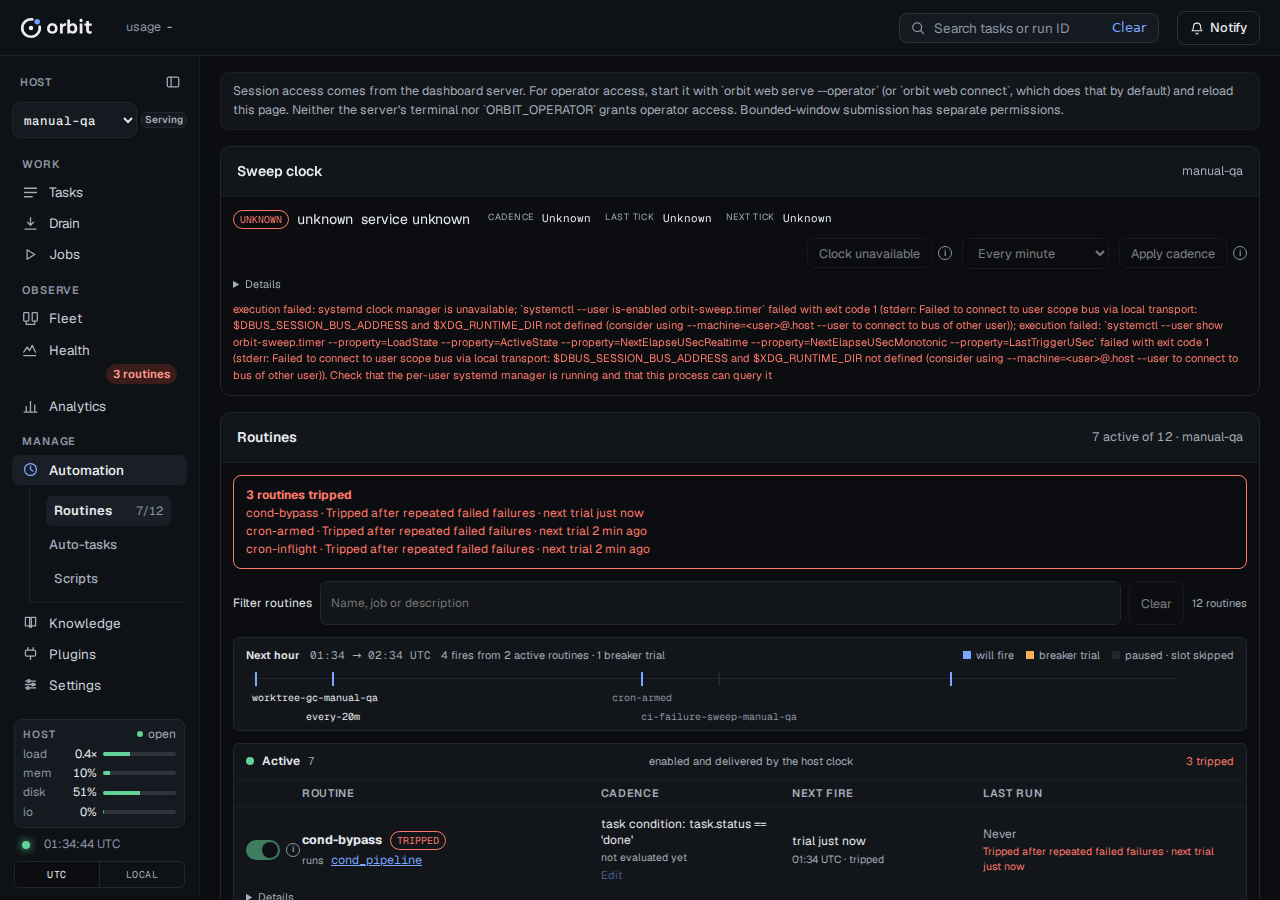 orbit
usage -
Search tasks or run ID
Clear
Notify
HOST
manual-qa
Serving
WORK
Tasks
Drain
Jobs
OBSERVE
Fleet
Health
3 routines
Analytics
MANAGE
Automation
Routines 7/12
Auto-tasks
Scripts
Knowledge
Plugins
Settings
HOST open
load 0.4×
mem 10%
disk 51%
io 0%
01:34:44 UTC
UTC LOCAL
Session access comes from the dashboard server. For operator access, start it with `orbit web serve --operator` (or `orbit web connect`, which does that by default) and reload
this page. Neither the server's terminal nor `ORBIT_OPERATOR` grants operator access. Bounded-window submission has separate permissions.
Sweep clock manual-qa
UNKNOWN unknown service unknown CADENCE Unknown LAST TICK Unknown NEXT TICK Unknown
Clock unavailable Every minute Apply cadence
Details
execution failed: systemd clock manager is unavailable; `systemctl --user is-enabled orbit-sweep.timer` failed with exit code 1 (stderr: Failed to connect to user scope bus via local transport:
$DBUS_SESSION_BUS_ADDRESS and $XDG_RUNTIME_DIR not defined (consider using --machine=<user>@.host --user to connect to bus of other user)); execution failed: `systemctl --user show
orbit-sweep.timer --property=LoadState --property=ActiveState --property=NextElapseUSecRealtime --property=NextElapseUSecMonotonic --property=LastTriggerUSec` failed with exit code 1
(stderr: Failed to connect to user scope bus via local transport: $DBUS_SESSION_BUS_ADDRESS and $XDG_RUNTIME_DIR not defined (consider using --machine=<user>@.host --user to connect to
bus of other user)). Check that the per-user systemd manager is running and that this process can query it
Routines 7 active of 12 · manual-qa
3 routines tripped
cond-bypass · Tripped after repeated failed failures · next trial just now
cron-armed · Tripped after repeated failed failures · next trial 2 min ago
cron-inflight · Tripped after repeated failed failures · next trial 2 min ago
Filter routines Name, job or description Clear 12 routines
Next hour 01:34 → 02:34 UTC 4 fires from 2 active routines · 1 breaker trial will fire breaker trial paused · slot skipped
worktree-gc-manual-qa cron-armed
every-20m ci-failure-sweep-manual-qa
Active 7 enabled and delivered by the host clock 3 tripped
ROUTINE CADENCE NEXT FIRE LAST RUN
cond-bypass TRIPPED
runs cond_pipeline
task condition: task.status ==
'done'
not evaluated yet
Edit
trial just now
01:34 UTC · tripped
Never
Tripped after repeated failed failures · next trial
just now
Details